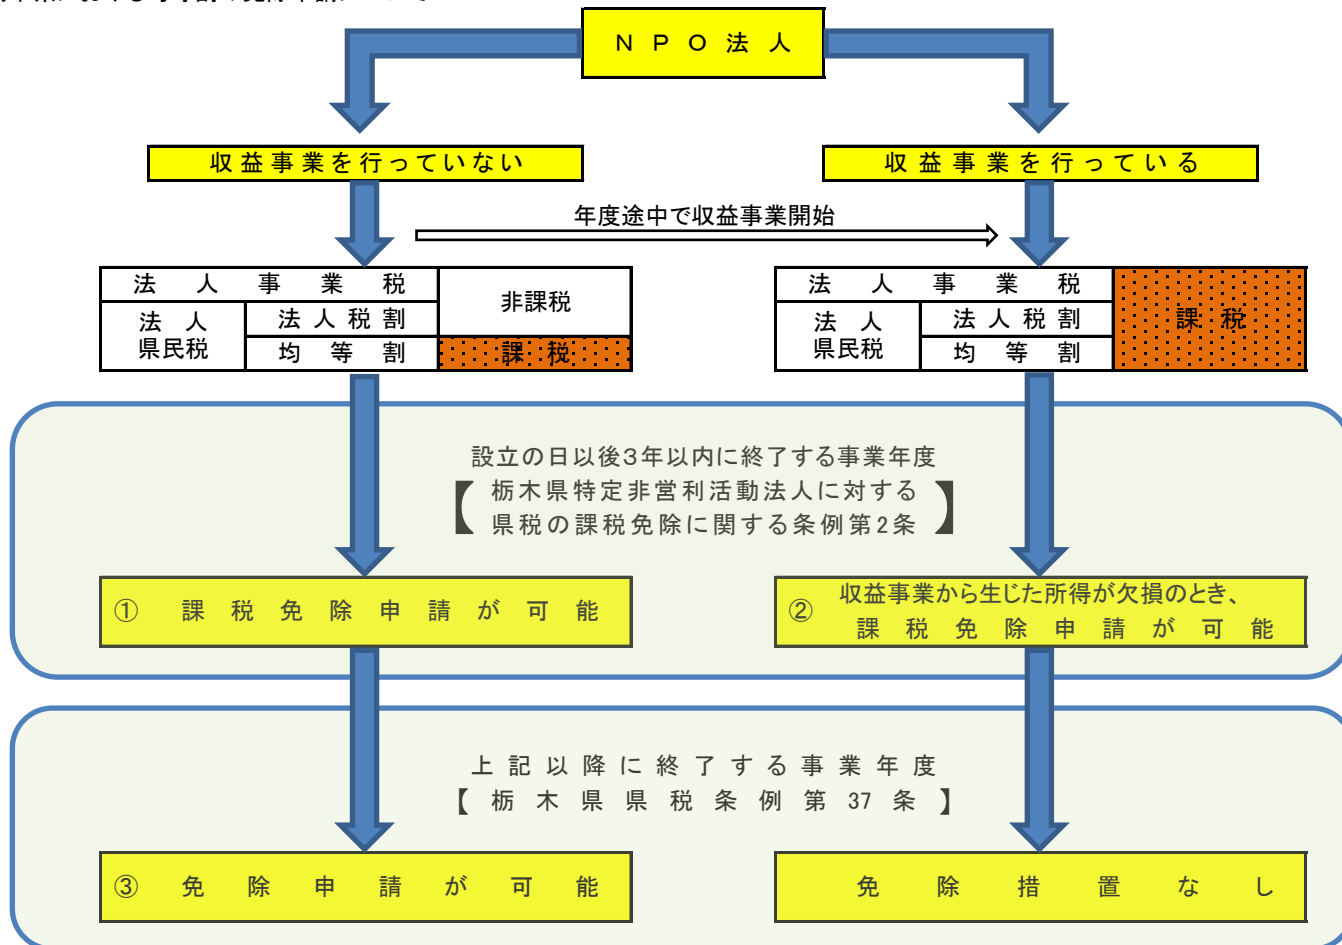 NPO法人
収益事業を行っていない
収益事業を行っている
年度途中で収益事業開始
法人事業税
非課税
法人
県民税
法人税割
均等割
課税
法人事業税
課税
法人
県民税
法人税割
均等割
設立の日以後3年以内に終了する事業年度
【栃木県特定非営利活動法人に対する
県税の課税免除に関する条例第2条】
① 課税免除申請が可能
② 収益事業から生じた所得が欠損のとき、
課税免除申請が可能
上記以降に終了する事業年度
【栃木県県税条例第37条】
③ 免除申請が可能
免除措置なし